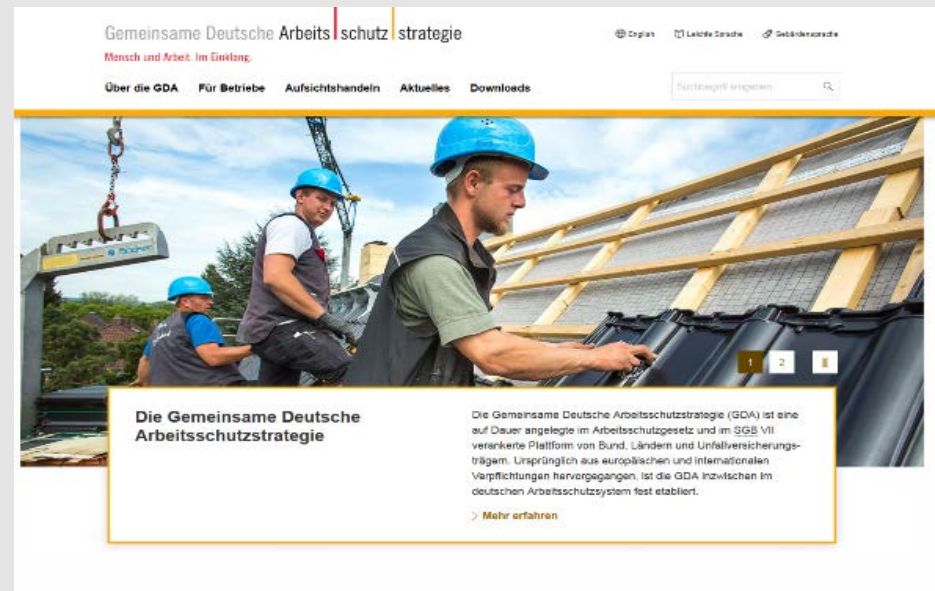 Gemeinsame Deutsche Arbeitsschutzstrategie
Mensch und Arbeit. Im Einklang.
English Leichte Sprache Gebärdensprache
Über die GDA Für Betriebe Aufsichtshandeln Aktuelles Downloads
Suchbegriff eingeben
1 2
Die Gemeinsame Deutsche
Arbeitsschutzstrategie
Die Gemeinsame Deutsche Arbeitsschutzstrategie (GDA) ist eine
auf Dauer angelegte im Arbeitsschutzgesetz und im SGB VII
verankerte Plattform von Bund, Ländern und Unfallversicherungs-
trägern. Ursprünglich aus europäischen und internationalen
Verpflichtungen hervorgegangen, ist die GDA inzwischen im
deutschen Arbeitsschutzsystem fest etabliert.
> Mehr erfahren